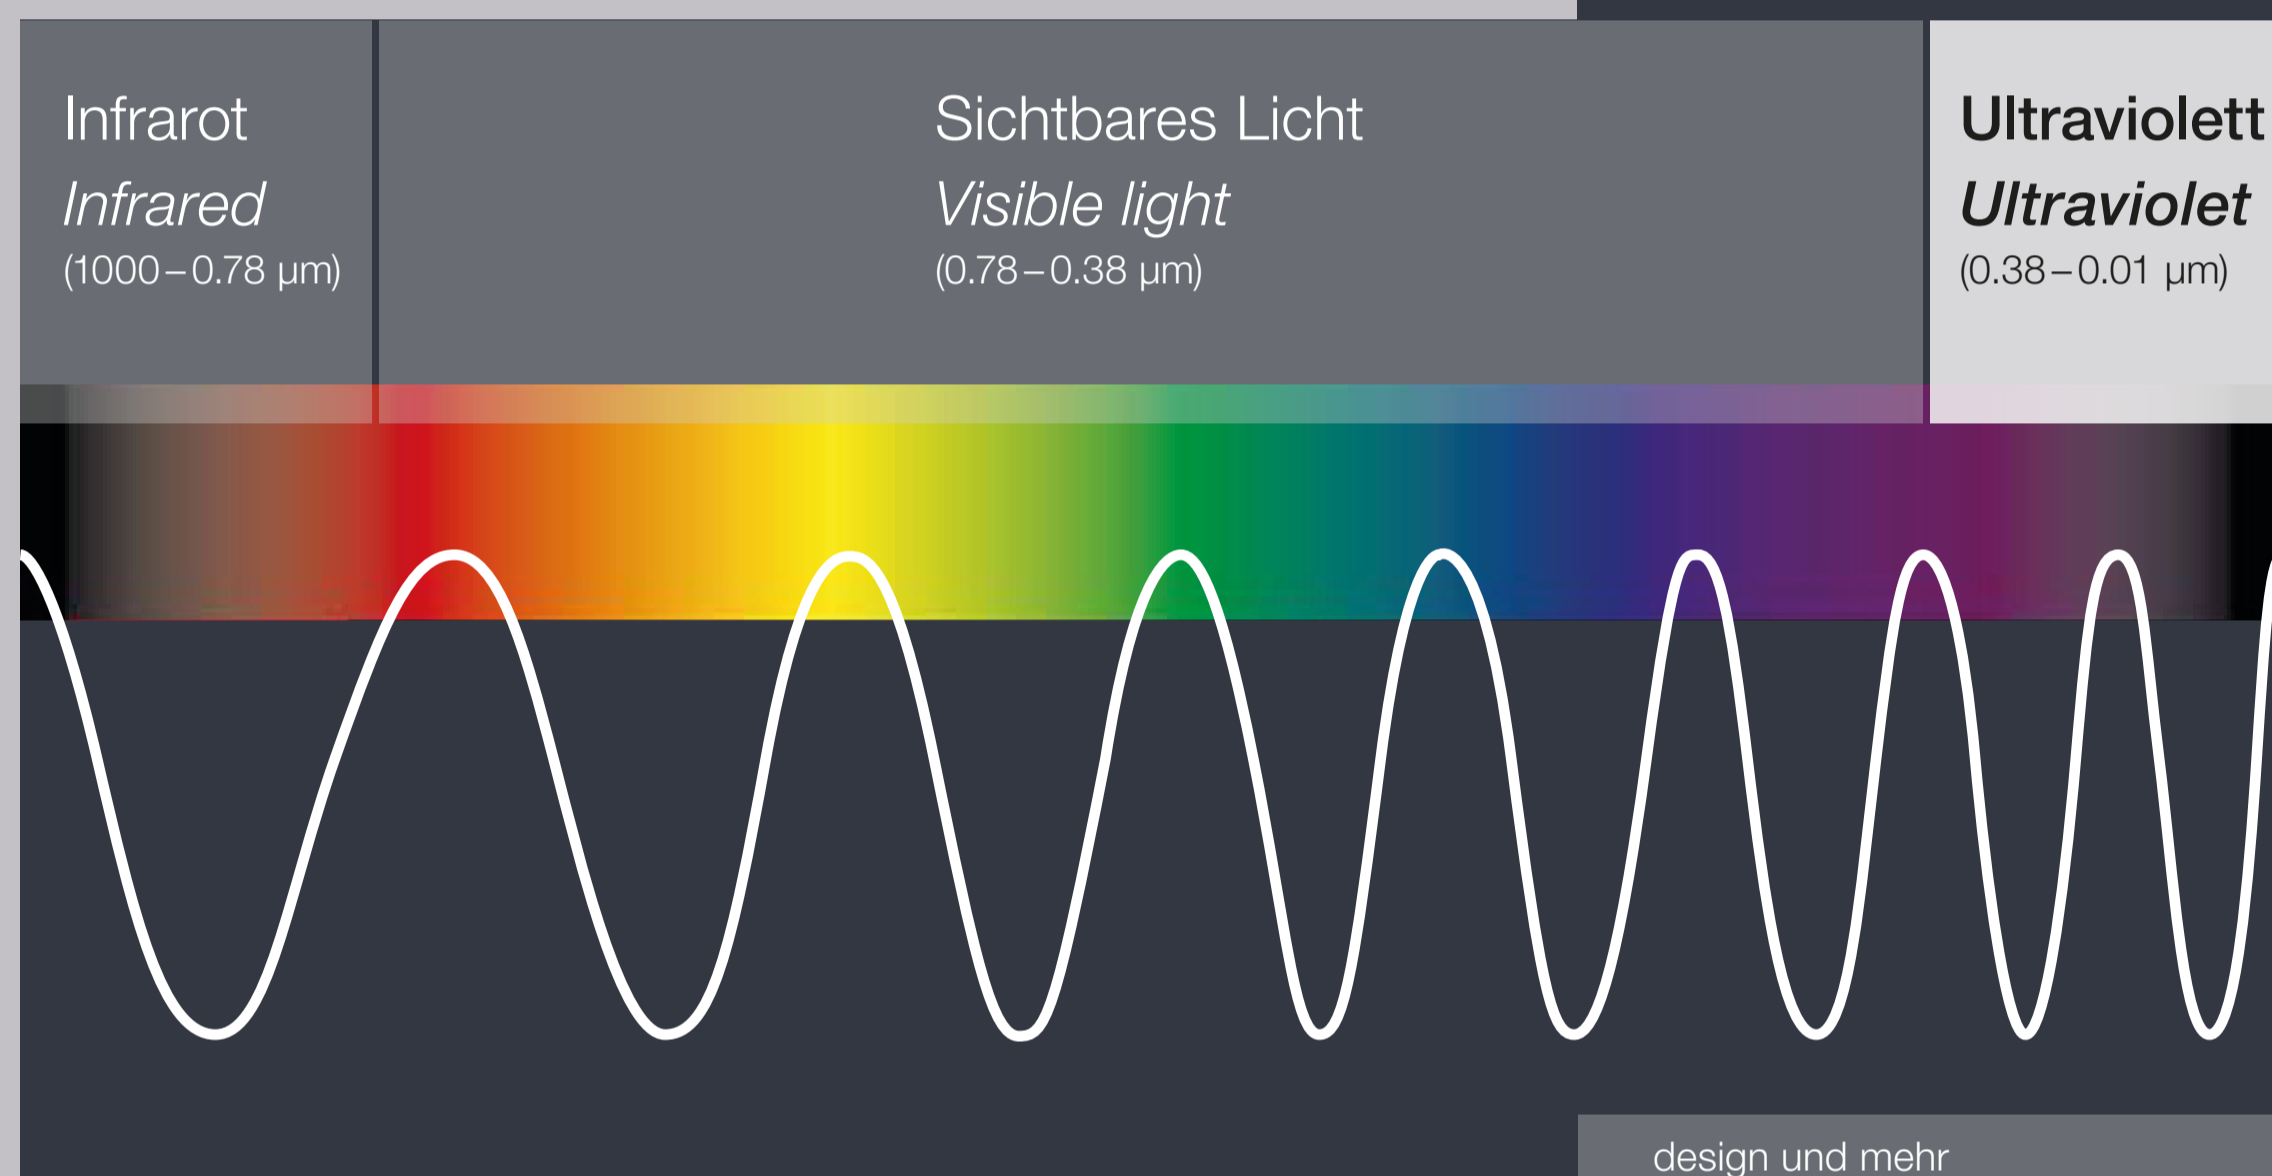 Infrarot
Infrared
(1000–0.78 μm)
Sichtbares Licht
Visible light
(0.78–0.38 μm)
Ultraviolett
Ultraviolet
(0.38–0.01 μm)
design und mehr